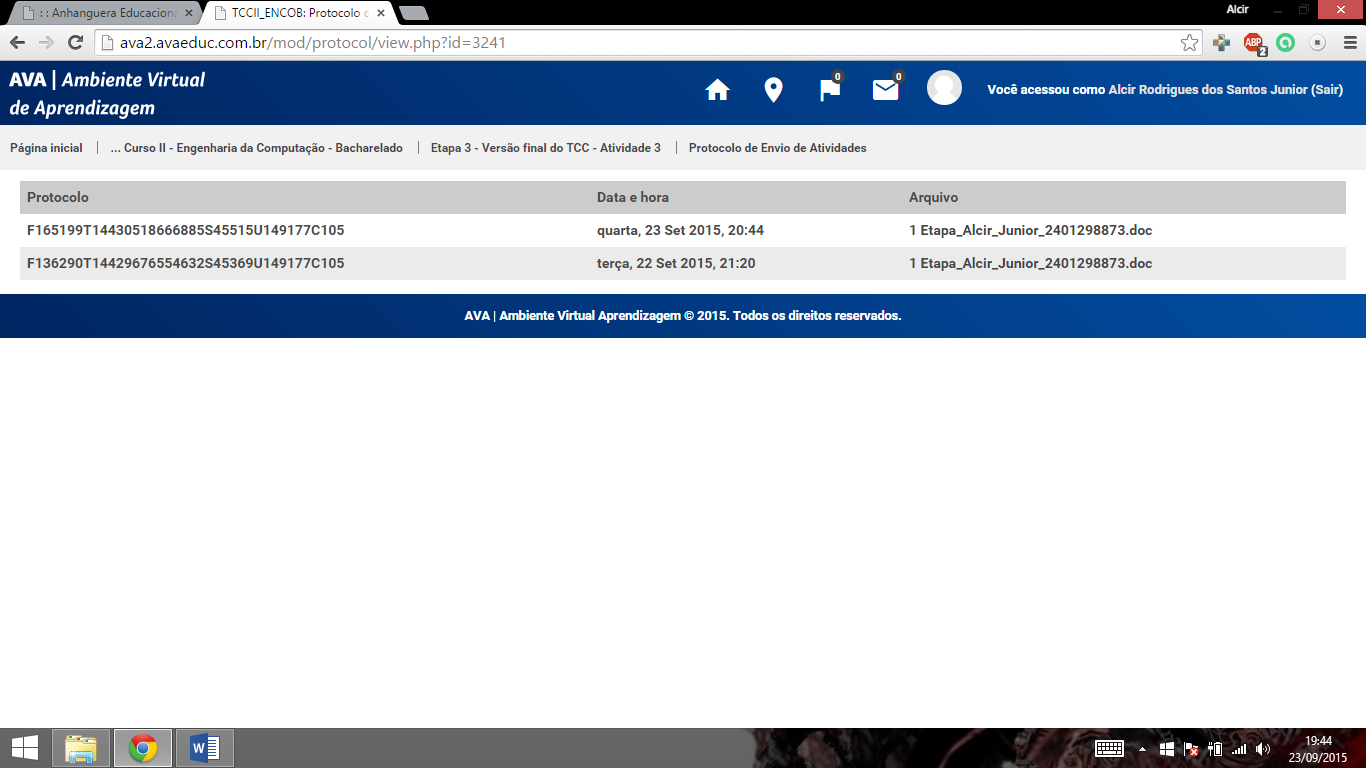 : : Anhanguera Educaciona
TCCII_ENCOB: Protocolo d
Alcir
ava2.avaeduc.com.br/mod/protocol/view.php?id=3241
ABP
2
AVA | Ambiente Virtual
de Aprendizagem
0
0
Você acessou como Alcir Rodrigues dos Santos Junior (Sair)
Página inicial
... Curso II - Engenharia da Computação - Bacharelado
Etapa 3 - Versão final do TCC - Atividade 3
Protocolo de Envio de Atividades
Protocolo Data e hora Arquivo
F165199T14430518666885S45515U149177C105 quarta, 23 Set 2015, 20:44 1 Etapa_Alcir_Junior_2401298873.doc
F136290T14429676554632S45369U149177C105 terça, 22 Set 2015, 21:20 1 Etapa_Alcir_Junior_2401298873.doc
AVA | Ambiente Virtual Aprendizagem © 2015. Todos os direitos reservados.
19:44
23/09/2015